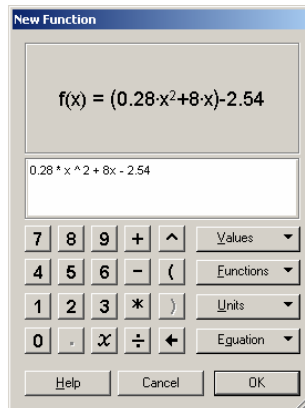 New Function
f(x) = (0.28·x²+8·x)-2.54
0.28 * x ^ 2 + 8x - 2.54
7 8 9 + ^ Values
4 5 6 - ( Functions
1 2 3 * ) Units
0 . x ÷ Equation
Help Cancel OK